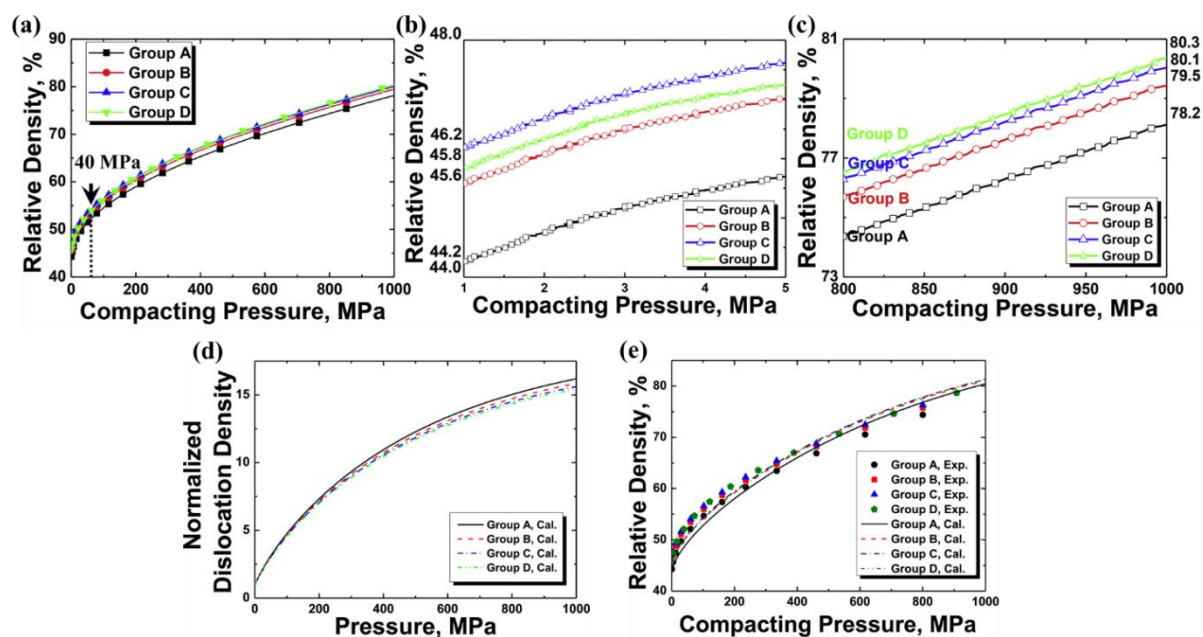 (a)
90
80
70
60
50
40
Relative Density, %
Group A
Group B
Group C
Group D
40 MPa
0 200 400 600 800 1000
Compacting Pressure, MPa
(b)
48.0
46.2
45.8
45.6
44.2
44.0
Relative Density, %
Group A
Group B
Group C
Group D
1 2 3 4 5
Compacting Pressure, MPa
(c)
81
77
73
Relative Density, %
80.3
80.1
79.5
78.2
Group D
Group C
Group B
Group A
Group A
Group B
Group C
Group D
800 850 900 950 1000
Compacting Pressure, MPa
(d)
15
10
5
0
Normalized
Dislocation Density
Group A, Cal.
Group B, Cal.
Group C, Cal.
Group D, Cal.
0 200 400 600 800 1000
Pressure, MPa
(e)
80
70
60
50
40
Relative Density, %
Group A, Exp.
Group B, Exp.
Group C, Exp.
Group D, Exp.
Group A, Cal.
Group B, Cal.
Group C, Cal.
Group D, Cal.
0 200 400 600 800 1000
Compacting Pressure, MPa